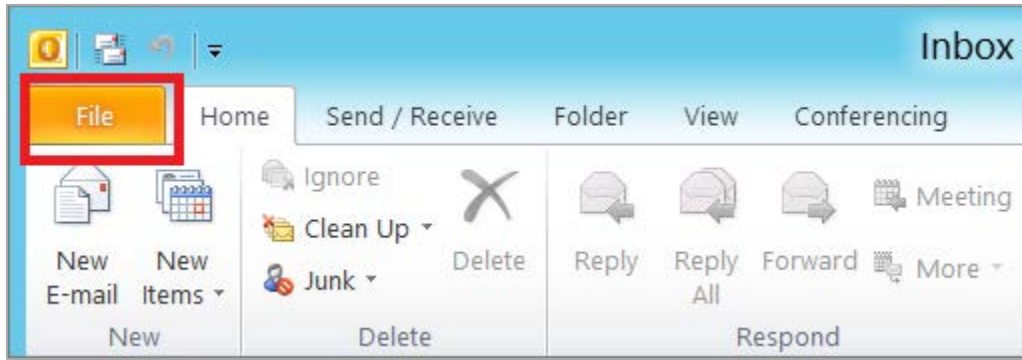 Inbox
File Home Send / Receive Folder View Conferencing
Ignore
Meeting
Clean Up
New New Delete Reply Reply Forward More
E-mail Items Junk All
New Delete Respond